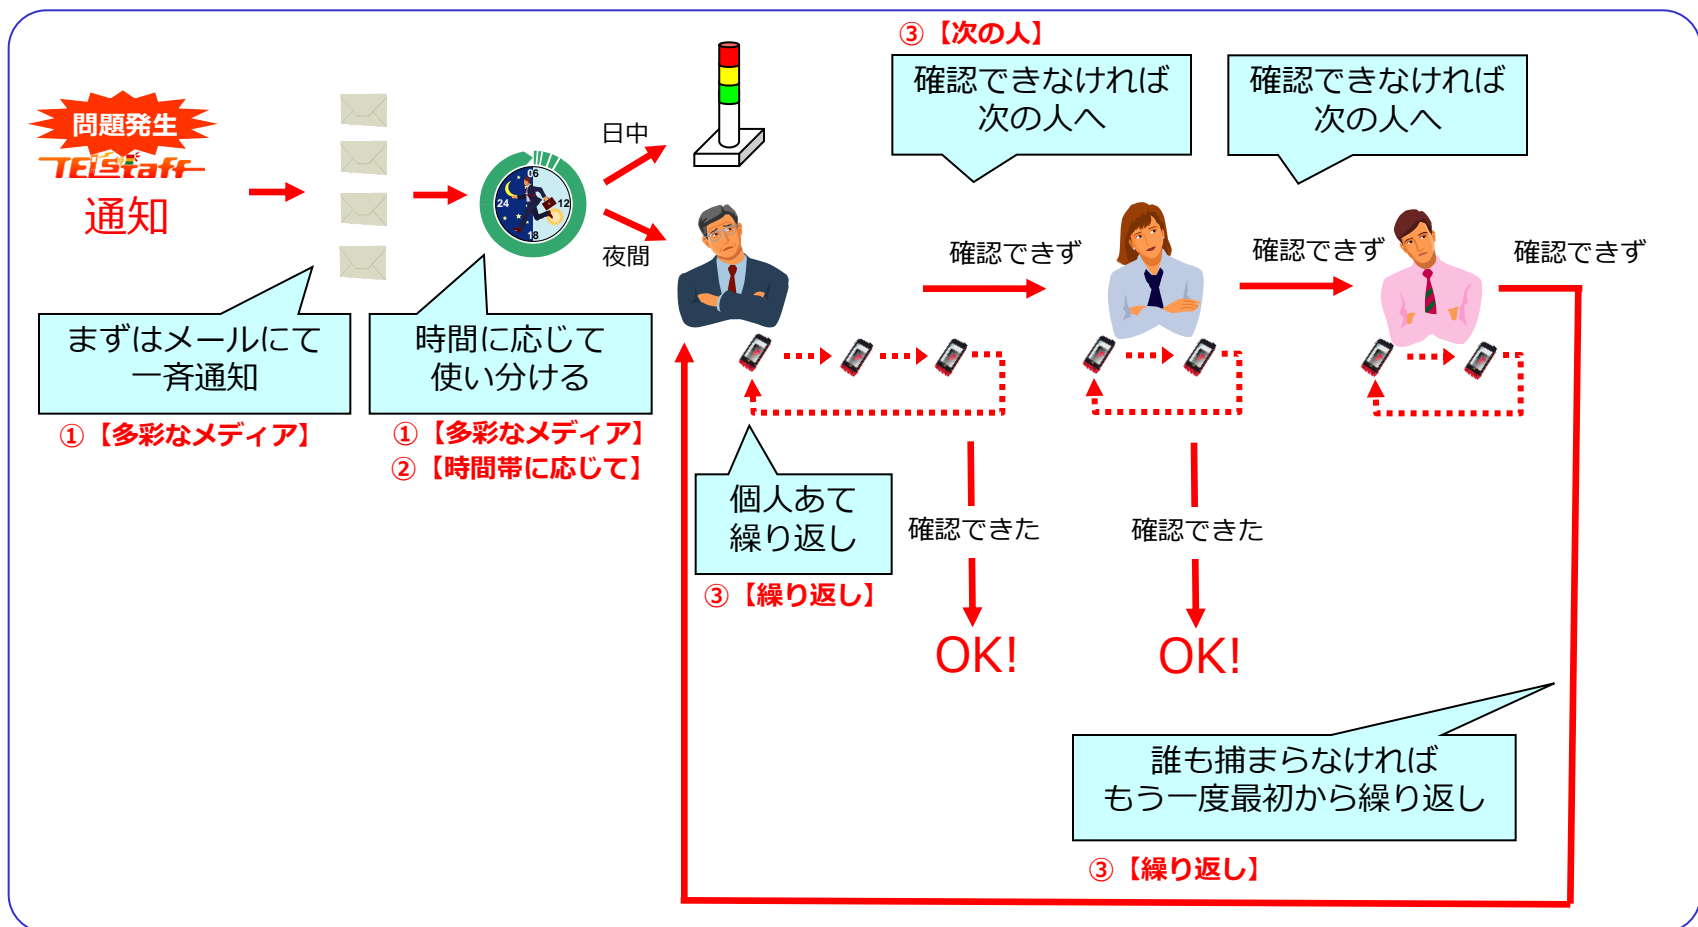 問題発生
TELstaff
通知
まずはメールにて
一斉通知
①【多彩なメディア】
06
24
12
18
時間に応じて
使い分ける
①【多彩なメディア】
②【時間帯に応じて】
日中
夜間
③【次の人】
確認できなければ
次の人へ
確認できなければ
次の人へ
確認できず
確認できず
確認できず
個人あて
繰り返し
③【繰り返し】
確認できた
OK!
確認できた
OK!
誰も捕まらなければ
もう一度最初から繰り返し
③【繰り返し】